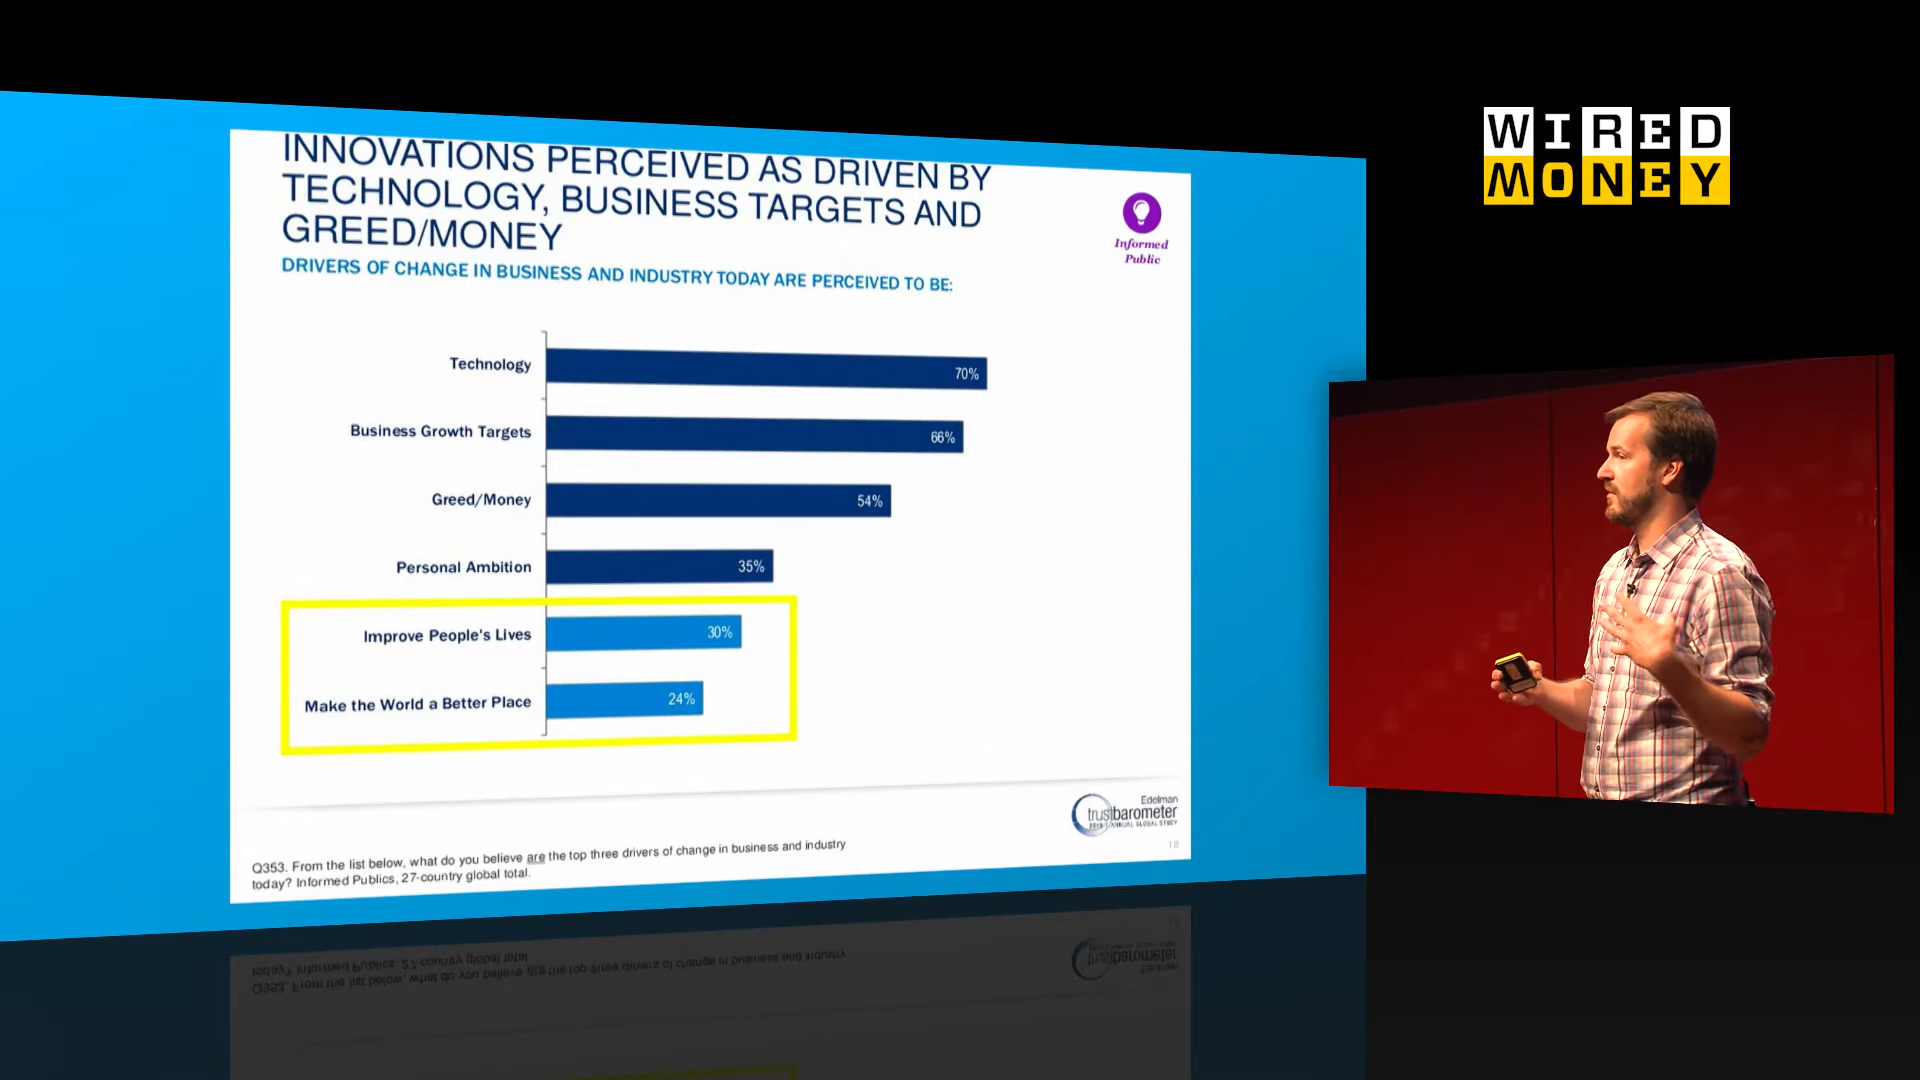 WIRED
MONEY
INNOVATIONS PERCEIVED AS DRIVEN BY
TECHNOLOGY, BUSINESS TARGETS AND
GREED/MONEY
Informed
Public
DRIVERS OF CHANGE IN BUSINESS AND INDUSTRY TODAY ARE PERCEIVED TO BE:
Technology 70%
Business Growth Targets 66%
Greed/Money 54%
Personal Ambition 35%
Improve People's Lives 30%
Make the World a Better Place 24%
Edelman
trustbarometer
ANNUAL GLOBAL STUDY
18
Q353. From the list below, what do you believe are the top three drivers of change in business and industry
today? Informed Publics, 27-country global total.